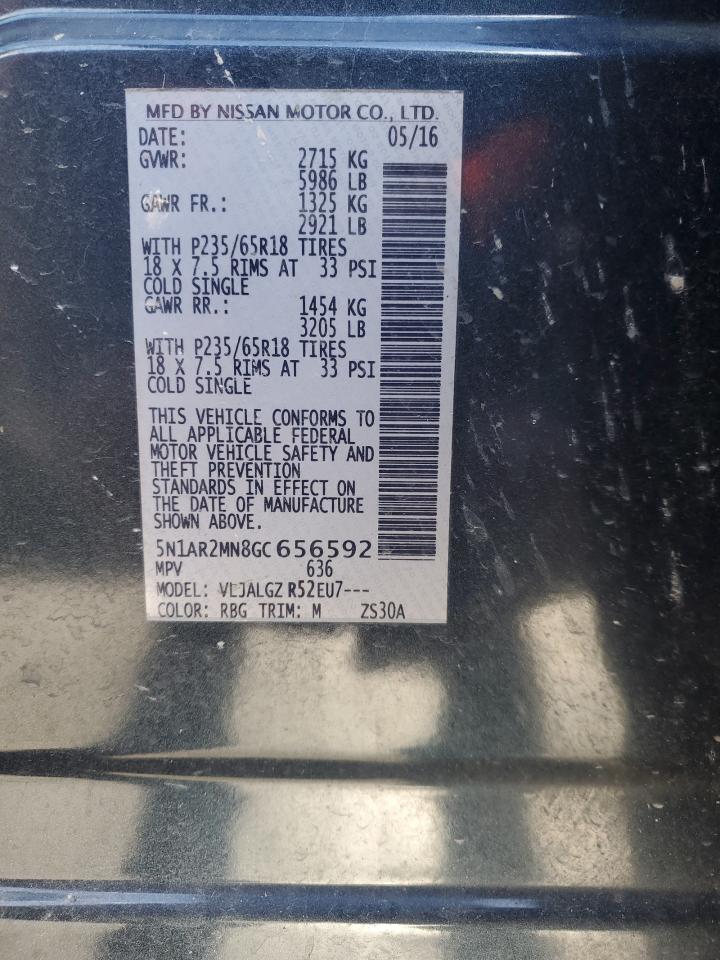 MFD BY NISSAN MOTOR CO., LTD.
DATE: 05/16
GVWR: 2715 KG
5986 LB
GAWR FR.: 1325 KG
2921 LB
WITH P235/65R18 TIRES
18 X 7.5 RIMS AT 33 PSI
COLD SINGLE
GAWR RR.: 1454 KG
3205 LB
WITH P235/65R18 TIRES
18 X 7.5 RIMS AT 33 PSI
COLD SINGLE
THIS VEHICLE CONFORMS TO
ALL APPLICABLE FEDERAL
MOTOR VEHICLE SAFETY AND
THEFT PREVENTION
STANDARDS IN EFFECT ON
THE DATE OF MANUFACTURE
SHOWN ABOVE.
5N1AR2MN8GC656592
MPV 636
MODEL: VLJALGZ R52EU7---
COLOR: RBG TRIM: M ZS30A